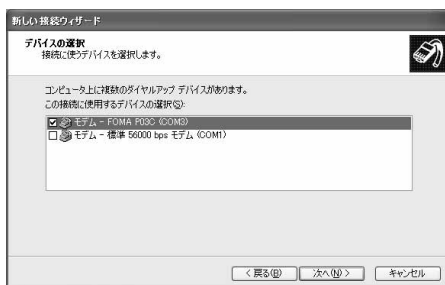 新しい接続ウィザード
デバイスの選択
接続に使うデバイスを選択します。
コンピュータ上に複数のダイヤルアップ デバイスがあります。
この接続に使用するデバイスの選択(S):
モデム - FOMA P03C (COM3)
モデム - 標準 56000 bps モデム (COM1)
< 戻る(B) 次へ(N) > キャンセル